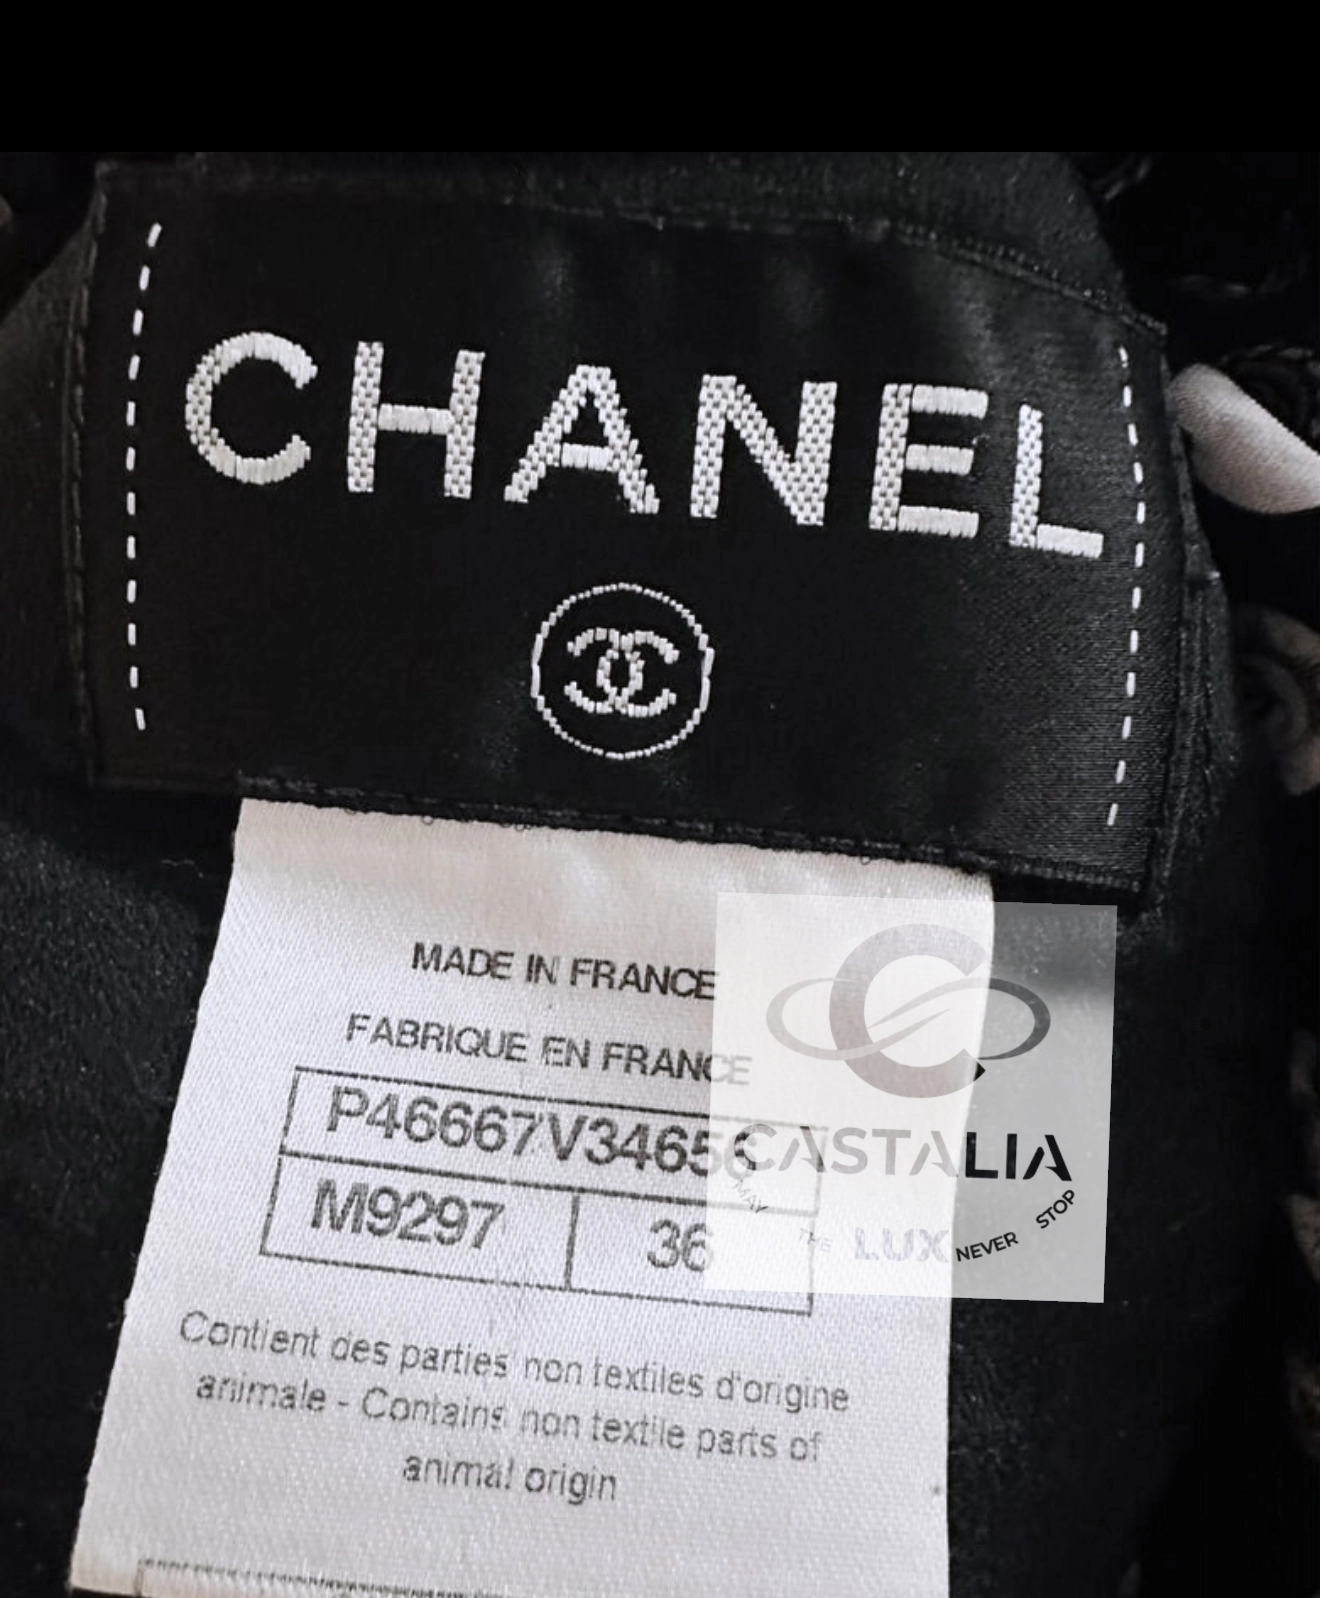 CHANEL
MADE IN FRANCE
FABRIQUE EN FRANCE
P46667V34656
M9297 36
CASTALIA
MAY THE LUX NEVER STOP
Contient des parties non textiles d'origine
animale - Contains non textile parts of
animal origin